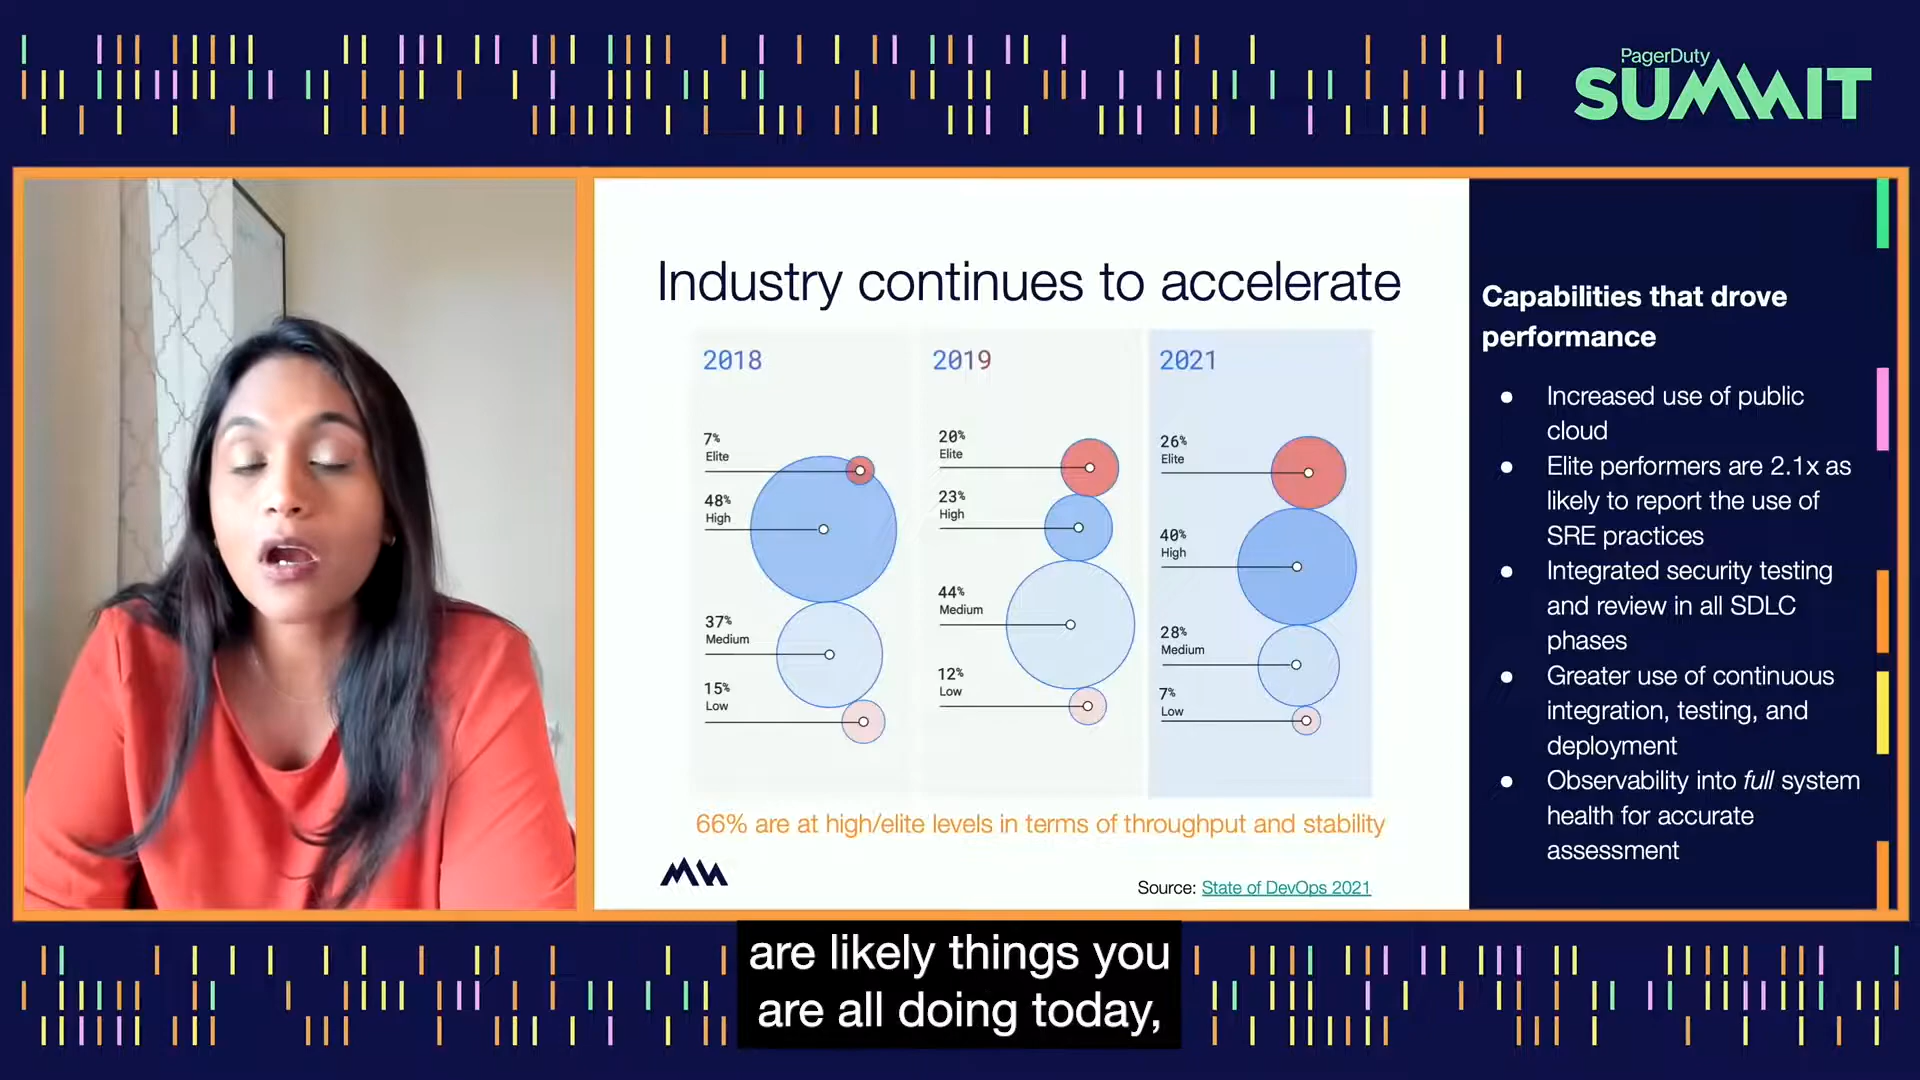 PagerDuty
SUMMIT
Industry continues to accelerate
2018
7%
Elite
48%
High
37%
Medium
15%
Low
2019
20%
Elite
23%
High
44%
Medium
12%
Low
2021
26%
Elite
40%
High
28%
Medium
7%
Low
66% are at high/elite levels in terms of throughput and stability
Source: State of DevOps 2021
Capabilities that drove
performance
● Increased use of public
cloud
● Elite performers are 2.1x as
likely to report the use of
SRE practices
● Integrated security testing
and review in all SDLC
phases
● Greater use of continuous
integration, testing, and
deployment
● Observability into full system
health for accurate
assessment
are likely things you
are all doing today,